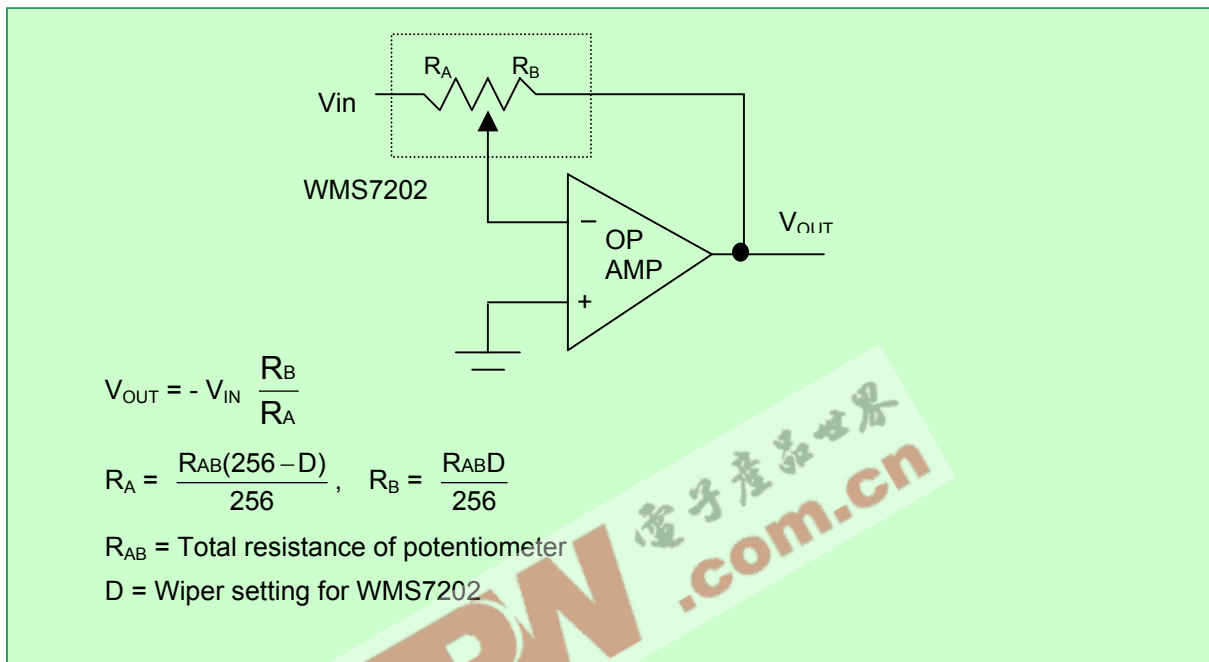 RA RB
Vin
WMS7202
−
OP
AMP
+
VOUT
VOUT = - VIN RB
RA
RA = RAB(256 – D)
256 , RB = RABD
256
RAB = Total resistance of potentiometer
D = Wiper setting for WMS7202
電子產品世界
.com.cn